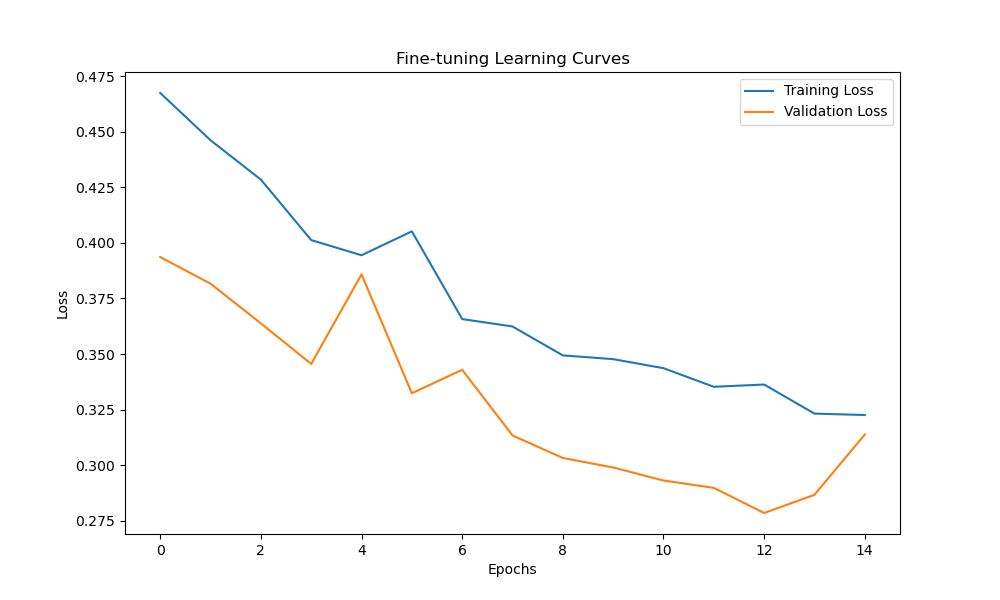 Fine-tuning Learning Curves
Training Loss
Validation Loss
0.475
0.450
0.425
0.400
0.375
0.350
0.325
0.300
0.275
Loss
0 2 4 6 8 10 12 14
Epochs